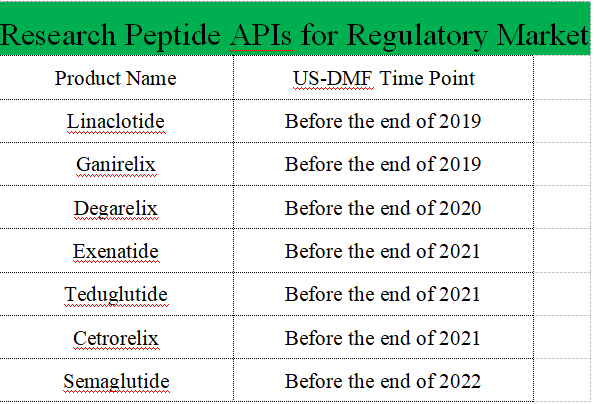 Research Peptide APIs for Regulatory Market
Product Name US-DMF Time Point
Linaclotide Before the end of 2019
Ganirelix Before the end of 2019
Degarelix Before the end of 2020
Exenatide Before the end of 2021
Teduglutide Before the end of 2021
Cetrorelix Before the end of 2021
Semaglutide Before the end of 2022